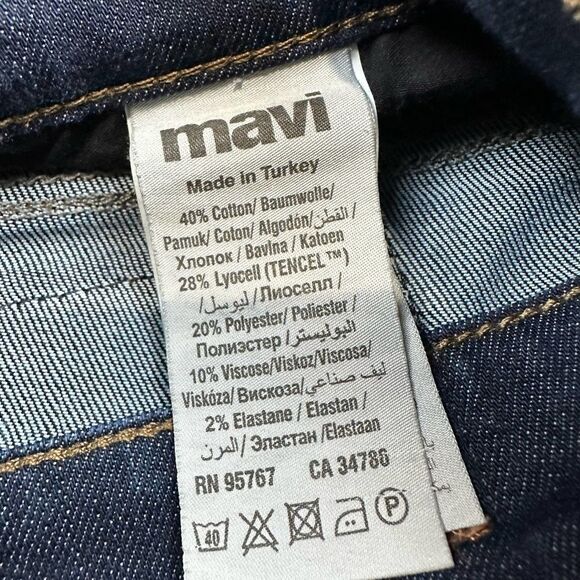 mavi
Made in Turkey
40% Cotton/ Baumwolle/
Pamuk/ Coton/ Algodón/ القطن/
Хлопок / Bavlna / Katoen
28% Lyocell (TENCEL™)
/ ليوسل/ Лиоселл /
20% Polyester/ Poliester /
Полиэстер / البوليستر/
10% Viscose/Viskoz/Viscosa/
Viskóza/ Вискоза/ ليف صناعي/
2% Elastane / Elastan /
المرن/ Эластан /Elastaan
RN 95767 CA 34780
40 P